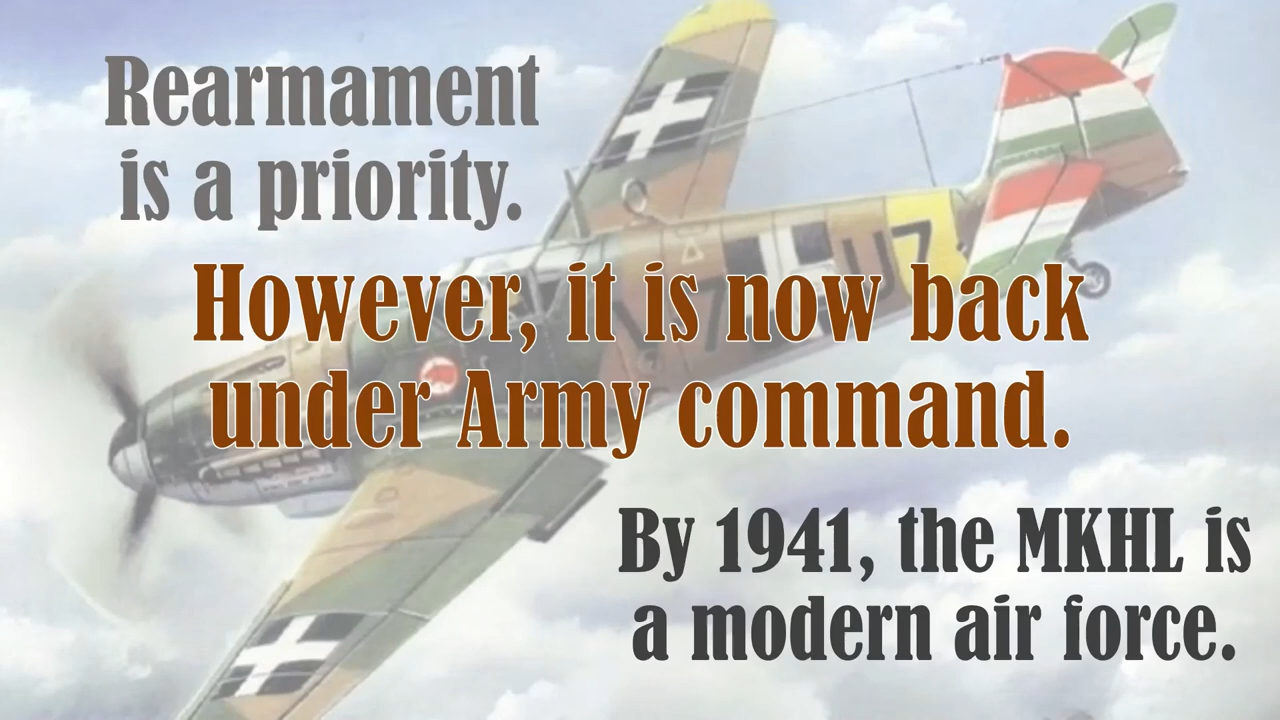 Rearmament
is a priority.
However, it is now back
under Army command.
By 1941, the MKHL is
a modern air force.